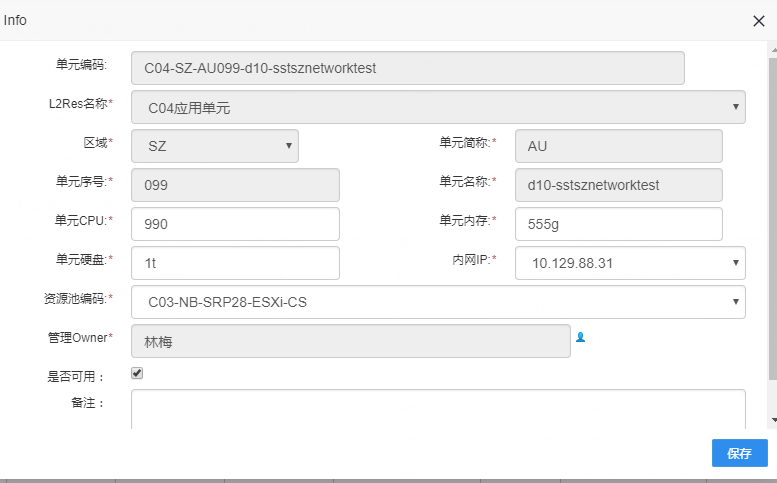 Info
单元编码: C04-SZ-AU099-d10-sstsznetworktest
L2Res名称* C04应用单元
区域* SZ 单元简称:* AU
单元序号:* 099 单元名称:* d10-sstsznetworktest
单元CPU:* 990 单元内存:* 555g
单元硬盘:* 1t 内网IP:* 10.129.88.31
资源池编码:* C03-NB-SRP28-ESXi-CS
管理Owner* 林梅
是否可用：
备注：
保存